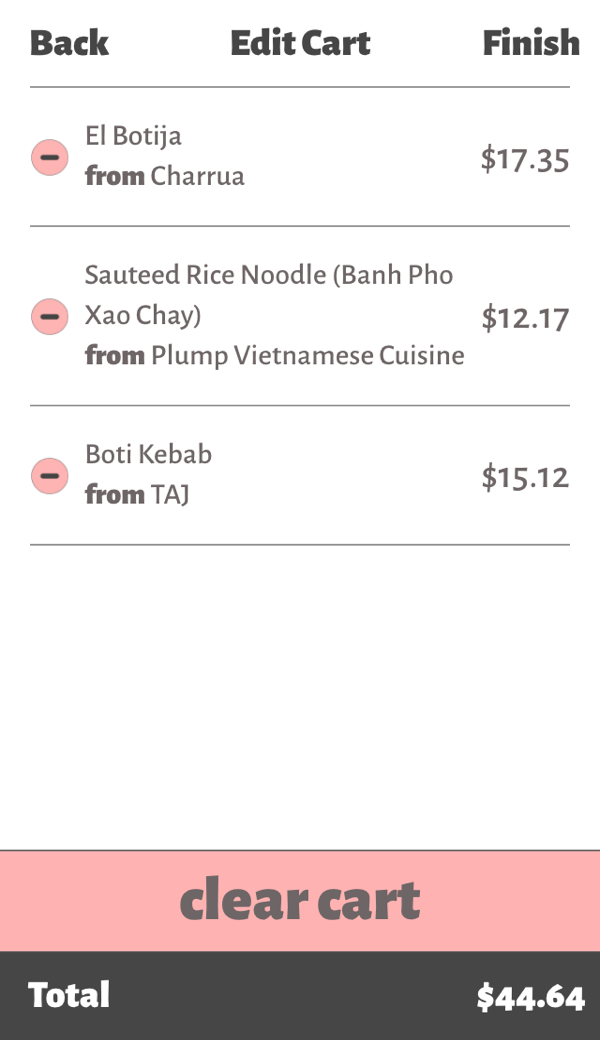 Back Edit Cart Finish
El Botija
from Charrua
$17.35
Sauteed Rice Noodle (Banh Pho
Xao Chay)
from Plump Vietnamese Cuisine
$12.17
Boti Kebab
from TAJ
$15.12
clear cart
Total $44.64